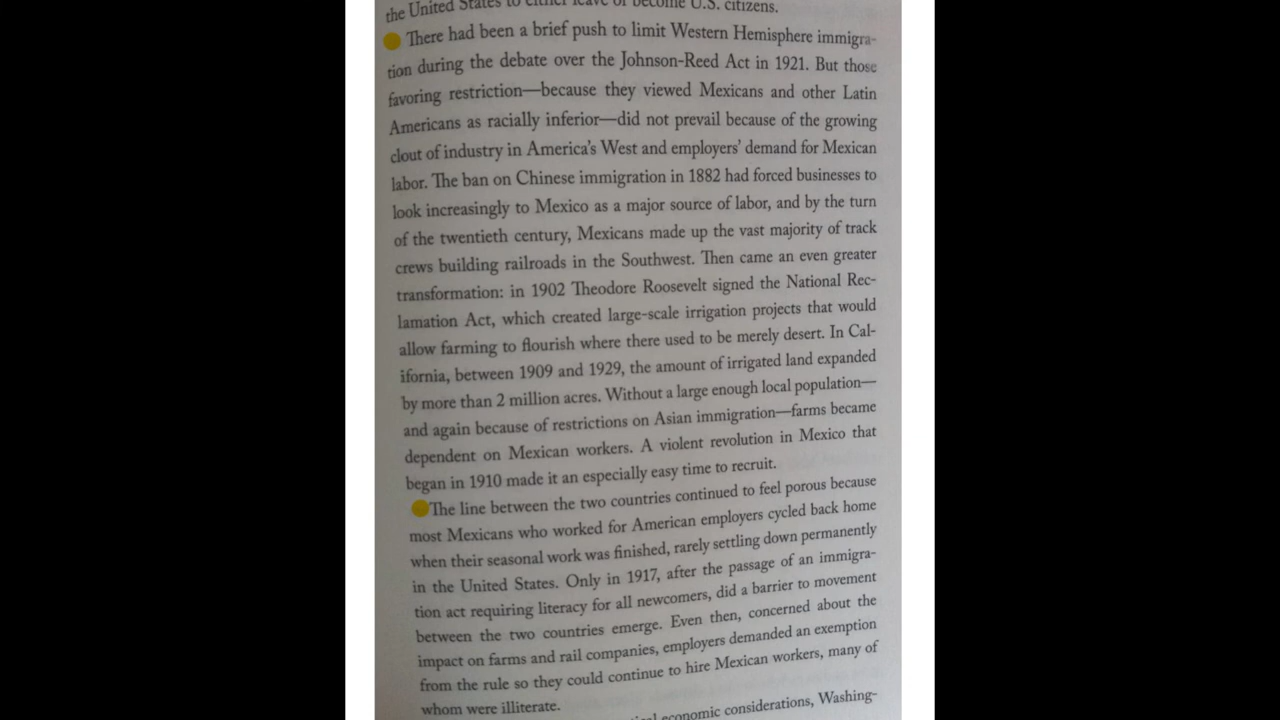 the United States to either leave or become U.S. citizens.
There had been a brief push to limit Western Hemisphere immigra-
tion during the debate over the Johnson-Reed Act in 1921. But those
favoring restriction—because they viewed Mexicans and other Latin
Americans as racially inferior—did not prevail because of the growing
clout of industry in America's West and employers' demand for Mexican
labor. The ban on Chinese immigration in 1882 had forced businesses to
look increasingly to Mexico as a major source of labor, and by the turn
of the twentieth century, Mexicans made up the vast majority of track
crews building railroads in the Southwest. Then came an even greater
transformation: in 1902 Theodore Roosevelt signed the National Rec-
lamation Act, which created large-scale irrigation projects that would
allow farming to flourish where there used to be merely desert. In Cal-
ifornia, between 1909 and 1929, the amount of irrigated land expanded
by more than 2 million acres. Without a large enough local population—
and again because of restrictions on Asian immigration—farms became
dependent on Mexican workers. A violent revolution in Mexico that
began in 1910 made it an especially easy time to recruit.
The line between the two countries continued to feel porous because
most Mexicans who worked for American employers cycled back home
when their seasonal work was finished, rarely settling down permanently
in the United States. Only in 1917, after the passage of an immigra-
tion act requiring literacy for all newcomers, did a barrier to movement
between the two countries emerge. Even then, concerned about the
impact on farms and rail companies, employers demanded an exemption
from the rule so they could continue to hire Mexican workers, many of
whom were illiterate.
economic considerations, Washing-